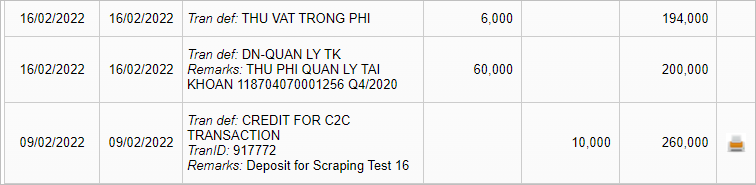 16/02/2022 16/02/2022 Tran def: THU VAT TRONG PHI 6,000 194,000
16/02/2022 16/02/2022 Tran def: DN-QUAN LY TK
Remarks: THU PHI QUAN LY TAI
KHOAN 118704070001256 Q4/2020 60,000 200,000
09/02/2022 09/02/2022 Tran def: CREDIT FOR C2C
TRANSACTION
TranID: 917772
Remarks: Deposit for Scraping Test 16 10,000 260,000